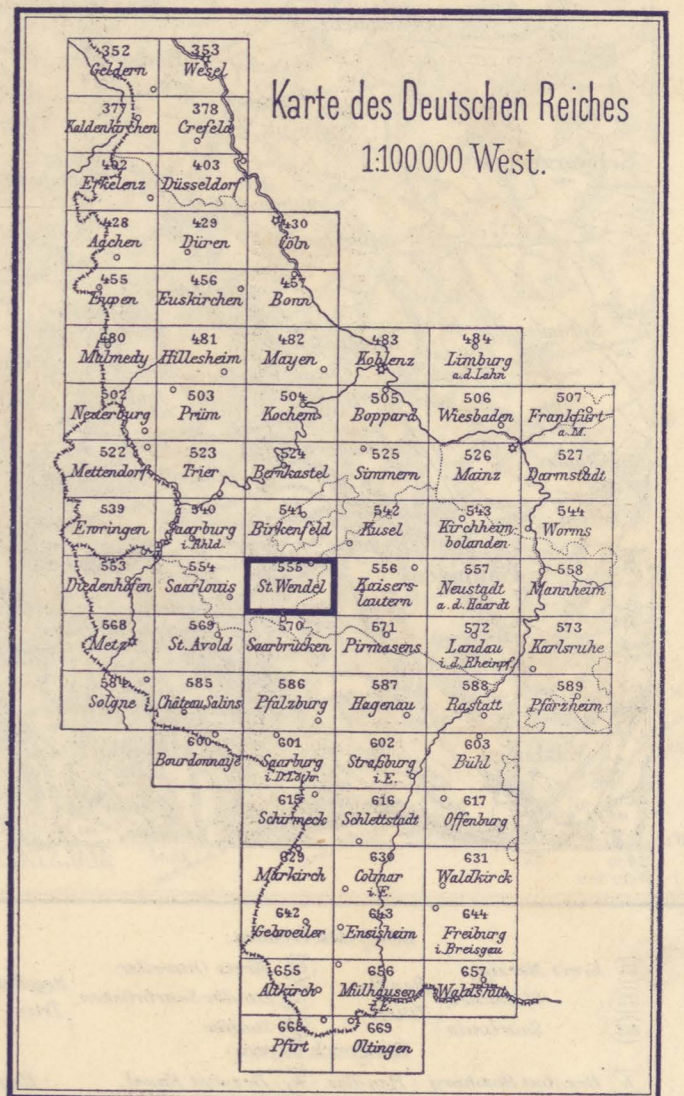 Karte des Deutschen Reiches
1:100000 West.
352 353
Geldern Wesel
377 378
Kaldenkirchen Crefeld
402 403
Erkelenz Düsseldorf
428 429 430
Aachen Düren Cöln
455 456 457
Eupen Euskirchen Bonn
480 481 482 483 484
Malmedy Hillesheim Mayen Koblenz Limburg
a.d.Lahn
502 503 504 505 506 507
Neuerburg Prüm Kochem Boppard Wiesbaden Frankfurt
a.M.
522 523 524 525 526 527
Mettendorf Trier Bernkastel Simmern Mainz Darmstadt
539 540 541 542 543 544
Saarburg Birkenfeld Kusel Kirchheim Worms
i.Rhld. bolanden
553 554 555 556 557 558
Diedenhofen Saarlouis St.Wendel Kaisers- Neustadt Mannheim
lautern a.d.Haardt
568 569 570 571 572 573
Metz St.Avold Saarbrücken Pirmasens Landau Karlsruhe
i.d.Rheinpf.
584 585 586 587 588 589
Solgne Château Salins Pfalzburg Hagenau Rastatt Pfarzheim
600 601 602 603
Bourdonnaye Saarburg Straßburg Bühl
i.D.Lothr. i.E.
615 616 617
Schirmeck Schlettstadt Offenburg
629 630 631
Markirch Colmar Waldkirck
i.E.
642 643 644
Gebweiler Ensisheim Freiburg
i.Breisgau
655 656 657
Altkirch Mülhausen Waldshut
i.E.
668 669
Pfirt Oltingen